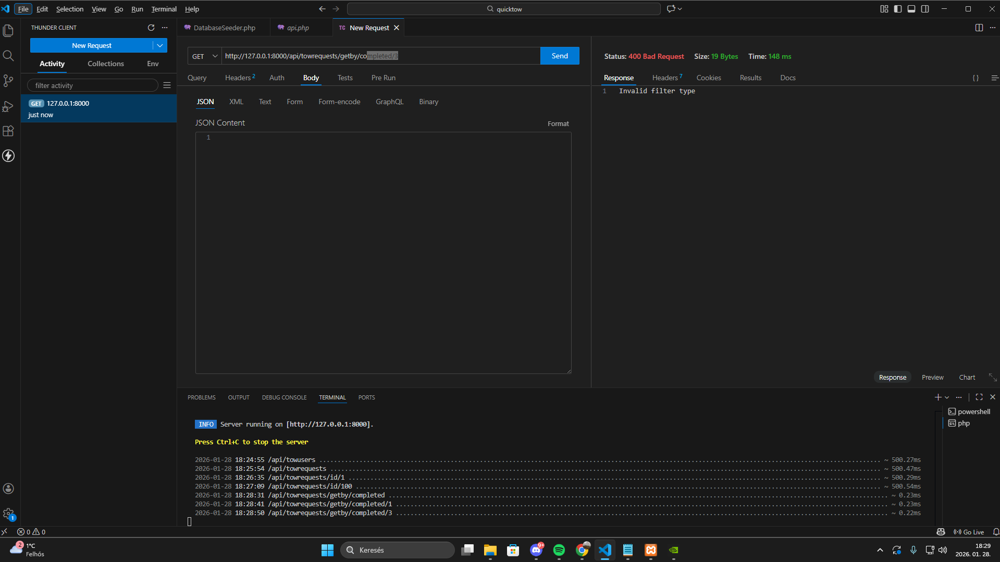 File Edit Selection View Go Run Terminal Help
quicktow
THUNDER CLIENT
New Request
Activity Collections Env
filter activity
GET 127.0.0.1:8000
just now
DatabaseSeeder.php
api.php
TC New Request
GET http://127.0.0.1:8000/api/towrequests/getby/completed/3 Send
Query Headers 2 Auth Body Tests Pre Run
JSON XML Text Form Form-encode GraphQL Binary
JSON Content Format
1
Status: 400 Bad Request Size: 19 Bytes Time: 148 ms
Response Headers 7 Cookies Results Docs { }
1 Invalid filter type
Response Preview Chart
PROBLEMS OUTPUT DEBUG CONSOLE TERMINAL PORTS
powershell
php
INFO Server running on [http://127.0.0.1:8000].
Press Ctrl+C to stop the server
2026-01-28 18:24:55 /api/towusers ~ 500.27ms
2026-01-28 18:25:54 /api/towrequests ~ 500.47ms
2026-01-28 18:26:35 /api/towrequests/id/1 ~ 500.29ms
2026-01-28 18:27:09 /api/towrequests/id/100 ~ 500.54ms
2026-01-28 18:28:31 /api/towrequests/getby/completed ~ 0.23ms
2026-01-28 18:28:41 /api/towrequests/getby/completed/1 ~ 0.23ms
2026-01-28 18:28:50 /api/towrequests/getby/completed/3 ~ 0.22ms
1
0 0
Go Live
2
1°C
Felhős
Keresés
9+
18:29
2026. 01. 28.